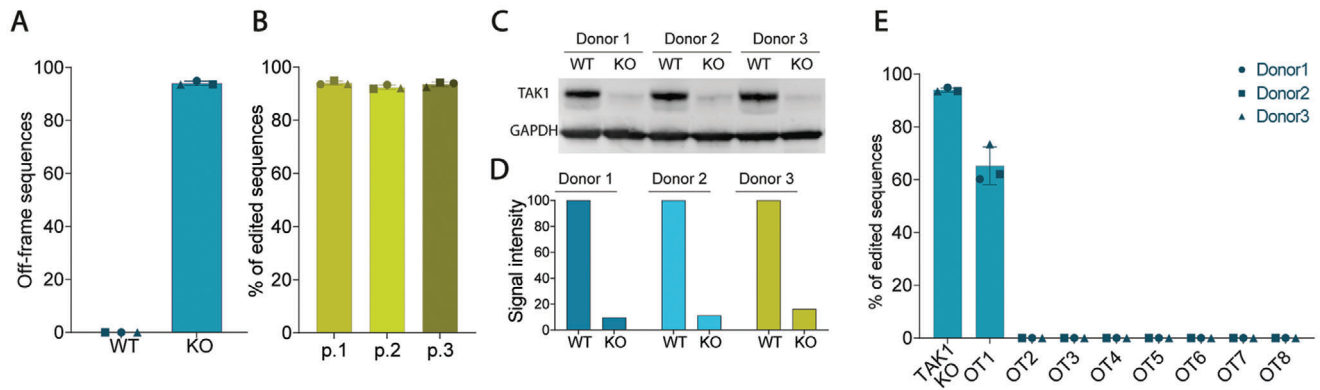 A
Off-frame sequences
100
80
60
40
20
0
WT KO
B
% of edited sequences
100
80
60
40
20
0
p.1 p.2 p.3
C
Donor 1 Donor 2 Donor 3
WT KO WT KO WT KO
TAK1
GAPDH
D
Donor 1 Donor 2 Donor 3
Signal intensity
100
80
60
40
20
0
WT KO WT KO WT KO
E
% of edited sequences
100
80
60
40
20
0
TAK1
KO
OT1
OT2
OT3
OT4
OT5
OT6
OT7
OT8
Donor1
Donor2
Donor3